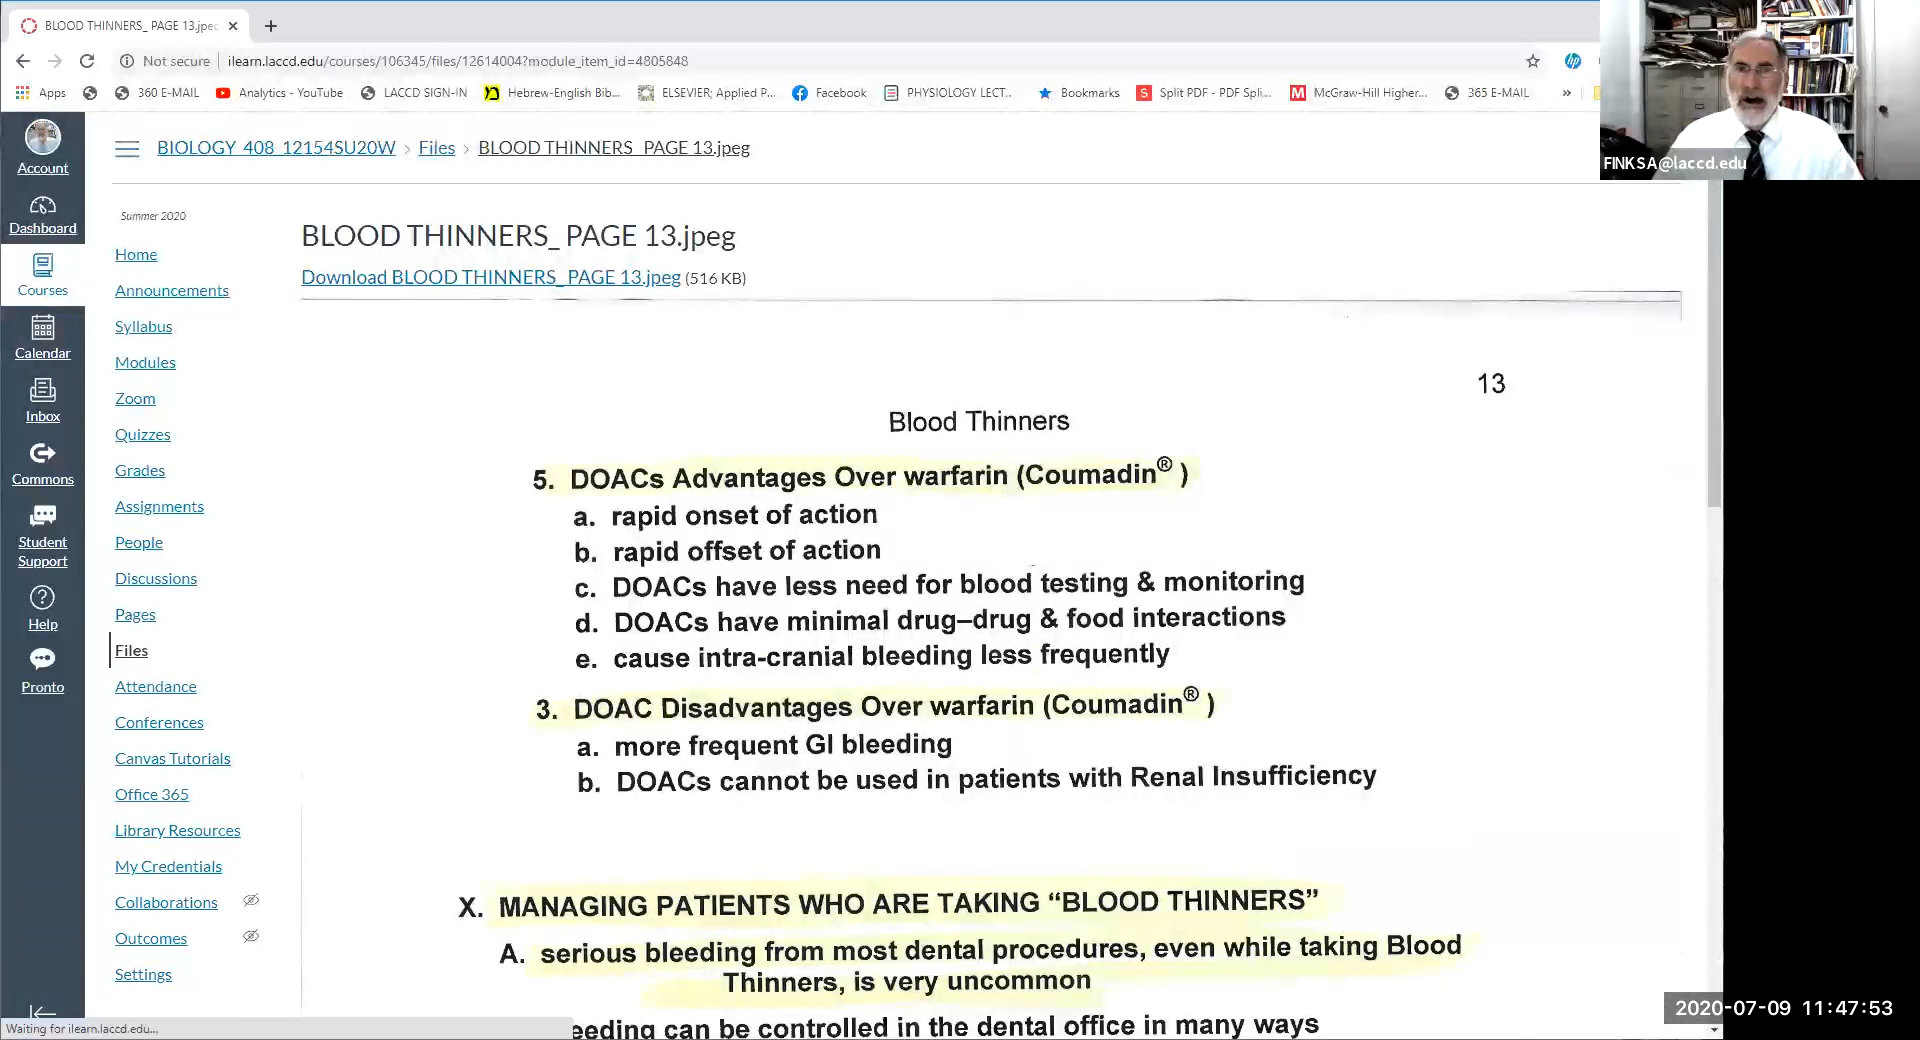 BLOOD THINNERS_ PAGE 13.jpec
Not secure
ilearn.laccd.edu/courses/106345/files/12614004?module_item_id=4805848
Apps
360 E-MAIL
Analytics - YouTube
LACCD SIGN-IN
Hebrew-English Bib...
ELSEVIER; Applied P...
Facebook
PHYSIOLOGY LECT...
Bookmarks
Split PDF - PDF Spli...
McGraw-Hill Higher...
365 E-MAIL
»
FINKSA@laccd.edu
Account
Dashboard
Courses
Calendar
Inbox
Commons
Student
Support
Help
Pronto
BIOLOGY 408 12154SU20W > Files > BLOOD THINNERS_ PAGE 13.jpeg
Summer 2020
Home
Announcements
Syllabus
Modules
Zoom
Quizzes
Grades
Assignments
People
Discussions
Pages
Files
Attendance
Conferences
Canvas Tutorials
Office 365
Library Resources
My Credentials
Collaborations
Outcomes
Settings
BLOOD THINNERS_ PAGE 13.jpeg
Download BLOOD THINNERS_ PAGE 13.jpeg (516 KB)
13
Blood Thinners
5. DOACs Advantages Over warfarin (Coumadin® )
a. rapid onset of action
b. rapid offset of action
c. DOACs have less need for blood testing & monitoring
d. DOACs have minimal drug–drug & food interactions
e. cause intra-cranial bleeding less frequently
3. DOAC Disadvantages Over warfarin (Coumadin® )
a. more frequent GI bleeding
b. DOACs cannot be used in patients with Renal Insufficiency
X. MANAGING PATIENTS WHO ARE TAKING “BLOOD THINNERS”
A. serious bleeding from most dental procedures, even while taking Blood
Thinners, is very uncommon
eeding can be controlled in the dental office in many ways
Waiting for ilearn.laccd.edu...
2020-07-09 11:47:53